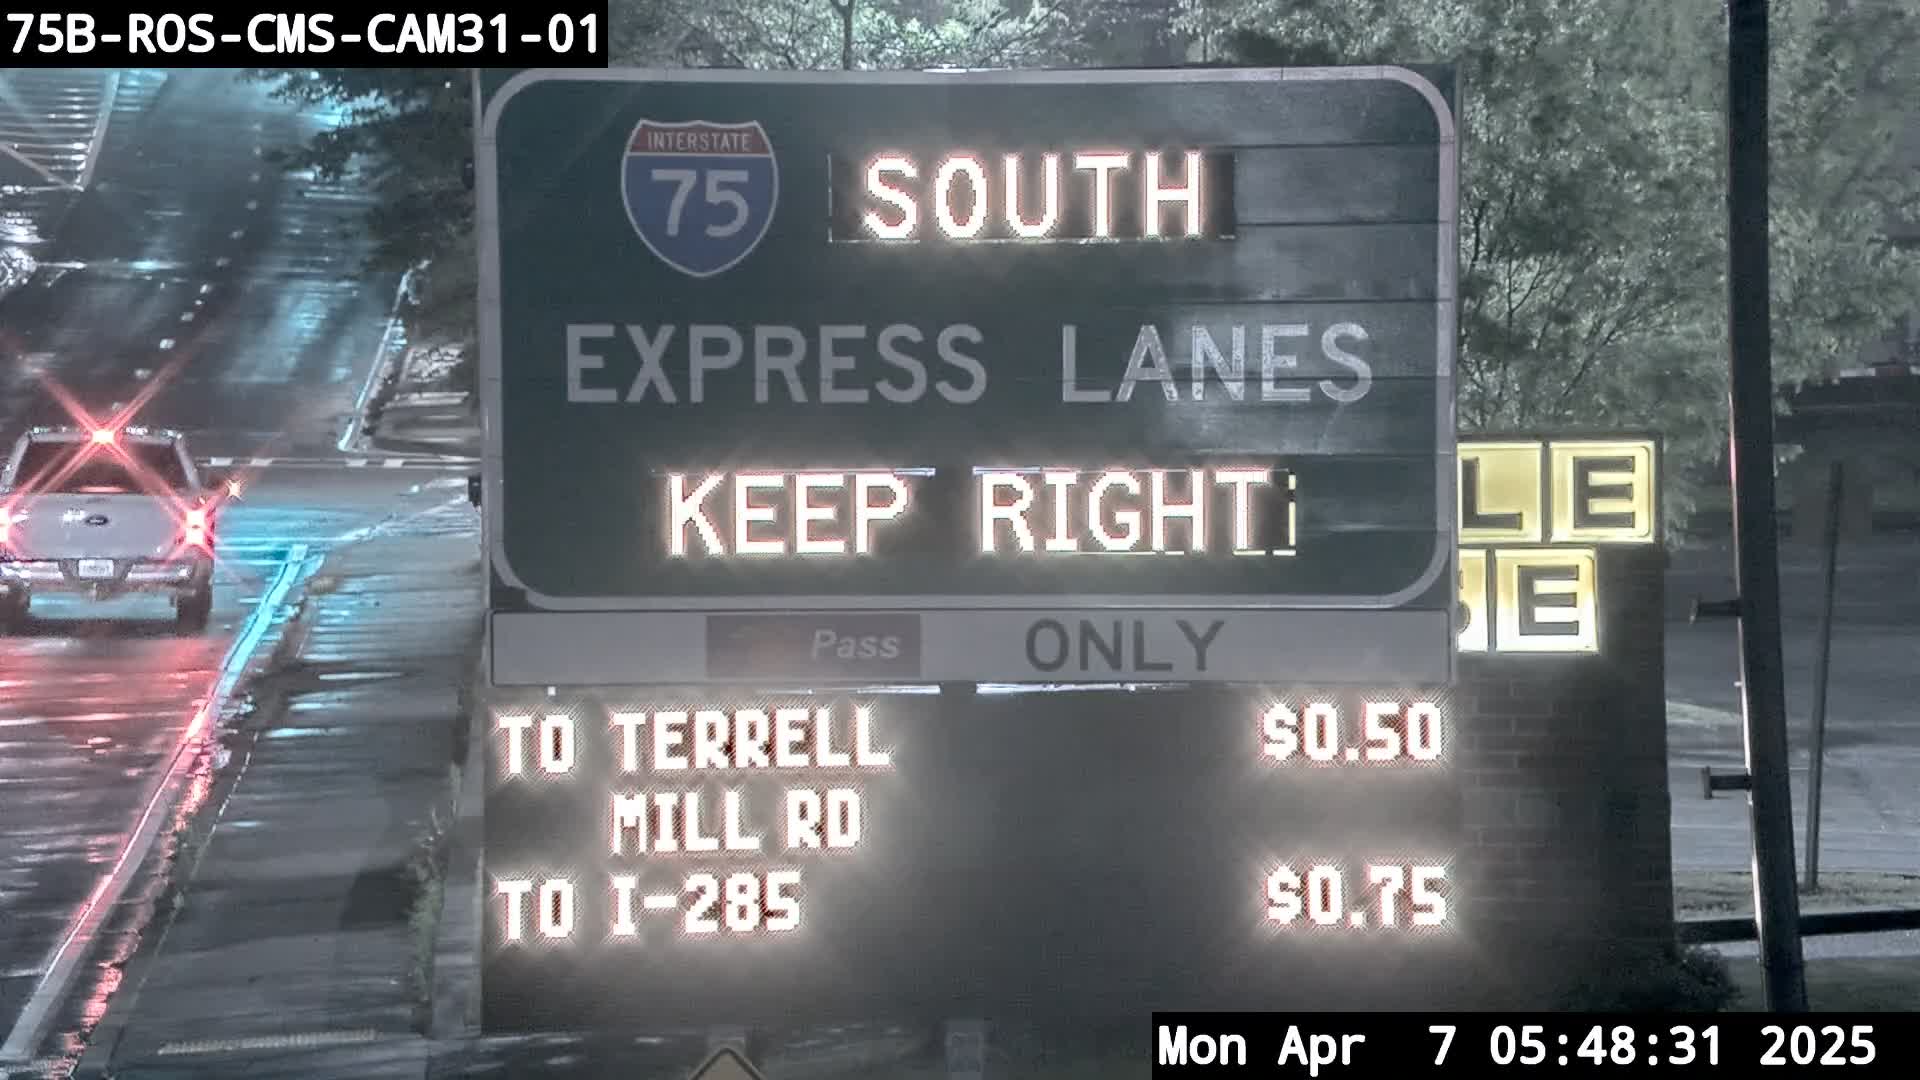 75B-ROS-CMS-CAM31-01
INTERSTATE
75
SOUTH
EXPRESS LANES
KEEP RIGHT
Pass ONLY
LE
E
TO TERRELL $0.50
MILL RD
TO I-285 $0.75
Mon Apr 7 05:48:31 2025